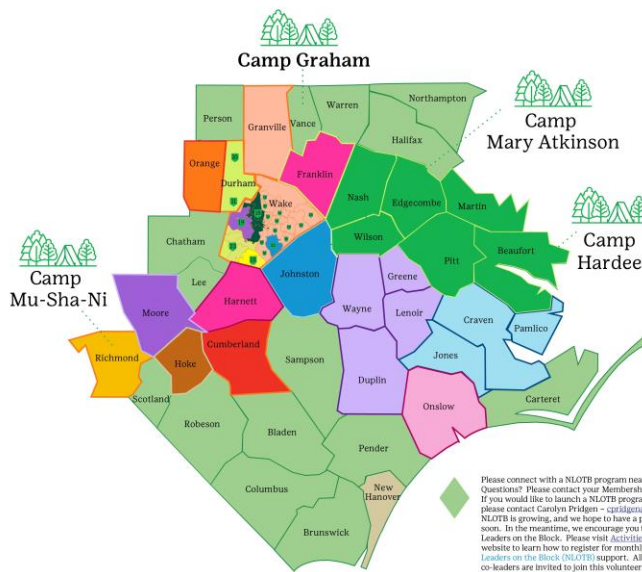 Camp Graham
Camp
Mary Atkinson
Camp
Hardee
Camp
Mu-Sha-Ni
Person
Granville
Vance
Warren
Northampton
Halifax
Orange
Durham
Franklin
Wake
Nash
Edgecombe
Martin
Chatham
Wilson
Pitt
Beaufort
Lee
Johnston
Greene
Wayne
Lenoir
Craven
Pamlico
Moore
Harnett
Richmond
Hoke
Cumberland
Sampson
Duplin
Jones
Onslow
Carteret
Scotland
Robeson
Bladen
Pender
Columbus
New
Hanover
Brunswick
Please connect with a NLOTB program nea
Questions? Please contact your Membersh
If you would like to launch a NLOTB progra
please contact Carolyn Pridgen – cpridgen
NLOTB is growing, and we hope to have a p
soon. In the meantime, we encourage you t
Leaders on the Block. Please visit Activitie
website to learn how to register for monthl
Leaders on the Block (NLOTB) support. Al
co-leaders are invited to join this volunteer